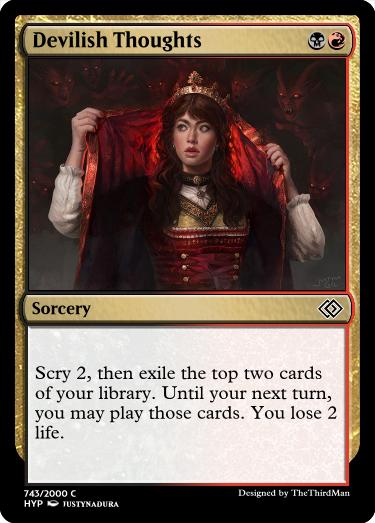 Devilish Thoughts
Sorcery
Scry 2, then exile the top two cards
of your library. Until your next turn,
you may play those cards. You lose 2
life.
743/2000 C
Designed by TheThirdMan
HYP JUSTYNADURA